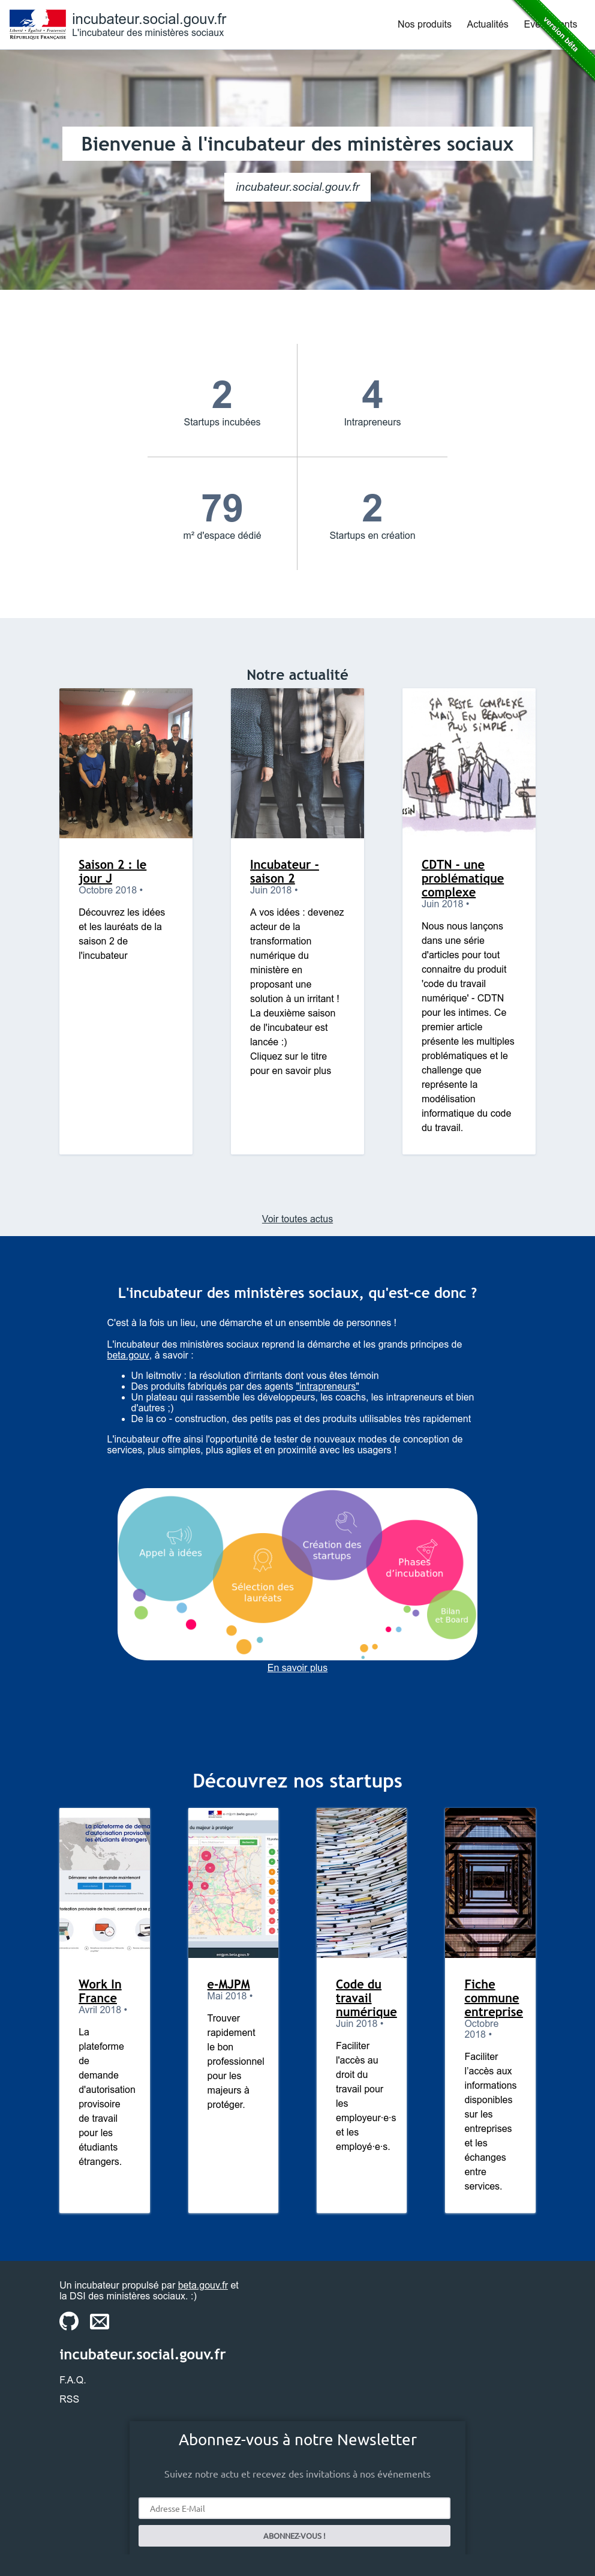 incubateur.social.gouv.fr
L'incubateur des ministères sociaux
Liberté • Égalité • Fraternité
RÉPUBLIQUE FRANÇAISE
Nos produits
Actualités
version bêta
Bienvenue à l'incubateur des ministères sociaux
incubateur.social.gouv.fr
2
Startups incubées
4
Intrapreneurs
79
m² d'espace dédié
2
Startups en création
Notre actualité
ÇA RESTE COMPLEXE
MAIS EN BEAUCOUP
PLUS SIMPLE.
Saison 2 : le
jour J
Octobre 2018 •
Découvrez les idées
et les lauréats de la
saison 2 de
l'incubateur
Incubateur -
saison 2
Juin 2018 •
A vos idées : devenez
acteur de la
transformation
numérique du
ministère en
proposant une
solution à un irritant !
La deuxième saison
de l'incubateur est
lancée :)
Cliquez sur le titre
pour en savoir plus
CDTN - une
problématique
complexe
Juin 2018 •
Nous nous lançons
dans une série
d'articles pour tout
connaitre du produit
'code du travail
numérique' - CDTN
pour les intimes. Ce
premier article
présente les multiples
problématiques et le
challenge que
représente la
modélisation
informatique du code
du travail.
Voir toutes actus
L'incubateur des ministères sociaux, qu'est-ce donc ?
C'est à la fois un lieu, une démarche et un ensemble de personnes !
L'incubateur des ministères sociaux reprend la démarche et les grands principes de
beta.gouv, à savoir :
• Un leitmotiv : la résolution d'irritants dont vous êtes témoin
• Des produits fabriqués par des agents "intrapreneurs"
• Un plateau qui rassemble les développeurs, les coachs, les intrapreneurs et bien
d'autres ;)
• De la co - construction, des petits pas et des produits utilisables très rapidement
L'incubateur offre ainsi l'opportunité de tester de nouveaux modes de conception de
services, plus simples, plus agiles et en proximité avec les usagers !
Appel à idées
Sélection des
lauréats
Création des
startups
Phases
d'incubation
Bilan
et Board
En savoir plus
Découvrez nos startups
La plateforme de dema
d'autorisation provisoire
les étudiants étrangers
Démarrez votre demande maintenant
du majeur à protéger
Work In
France
Avril 2018 •
La
plateforme
de
demande
d'autorisation
provisoire
de travail
pour les
étudiants
étrangers.
e-MJPM
Mai 2018 •
Trouver
rapidement
le bon
professionnel
pour les
majeurs à
protéger.
Code du
travail
numérique
Juin 2018 •
Faciliter
l'accès au
droit du
travail pour
les
employeur·e·s
et les
employé·e·s.
Fiche
commune
entreprise
Octobre
2018 •
Faciliter
l'accès aux
informations
disponibles
sur les
entreprises
et les
échanges
entre
services.
Un incubateur propulsé par beta.gouv.fr et
la DSI des ministères sociaux. :)
incubateur.social.gouv.fr
F.A.Q.
RSS
Abonnez-vous à notre Newsletter
Suivez notre actu et recevez des invitations à nos événements
Adresse E-Mail
ABONNEZ-VOUS !